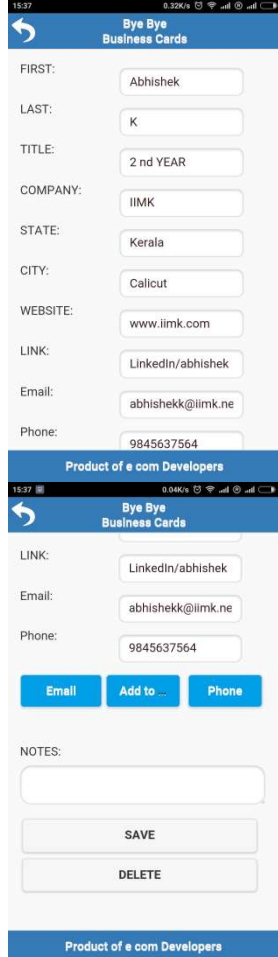 15:37 0.32K/s
Bye Bye
Business Cards
FIRST: Abhishek
LAST: K
TITLE: 2 nd YEAR
COMPANY: IIMK
STATE: Kerala
CITY: Calicut
WEBSITE: www.iimk.com
LINK: LinkedIn/abhishek
Email: abhishekk@iimk.ne
Phone: 9845637564
Product of e com Developers
15:37 0.04K/s
Bye Bye
Business Cards
LINK: LinkedIn/abhishek
Email: abhishekk@iimk.ne
Phone: 9845637564
Email Add to ... Phone
NOTES:
SAVE
DELETE
Product of e com Developers